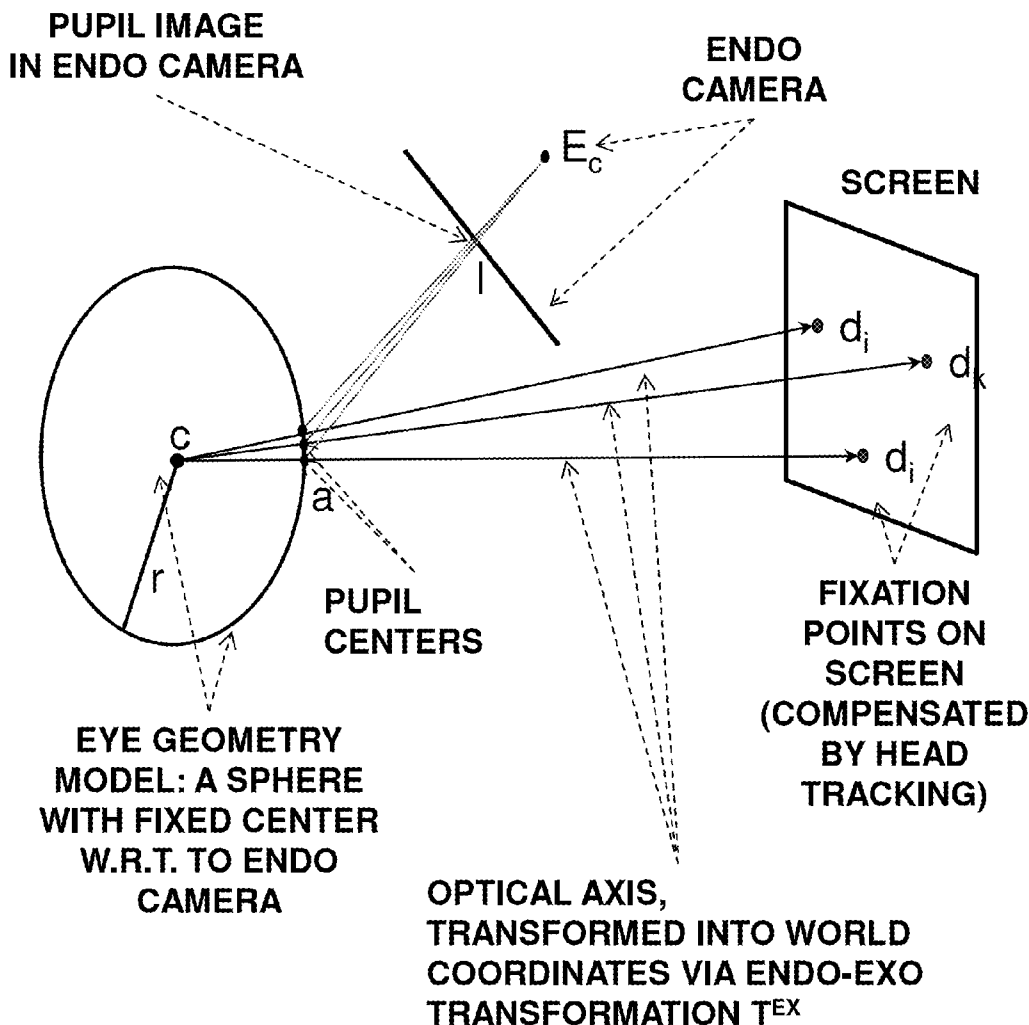 PUPIL IMAGE
IN ENDO CAMERA
ENDO
CAMERA
E_c
SCREEN
l
d_i
d_k
c
d_i
a
r
PUPIL
CENTERS
FIXATION
POINTS ON
SCREEN
(COMPENSATED
BY HEAD
TRACKING)
EYE GEOMETRY
MODEL: A SPHERE
WITH FIXED CENTER
W.R.T. TO ENDO
CAMERA
OPTICAL AXIS,
TRANSFORMED INTO WORLD
COORDINATES VIA ENDO-EXO
TRANSFORMATION T^EX